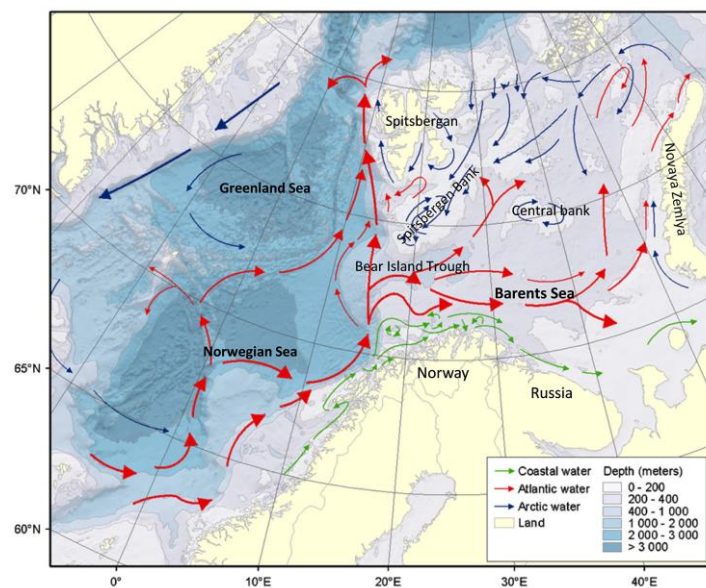 Spitsbergan
Novaya Zemlya
70°N
Greenland Sea
Spitsbergen Bank
Central bank
Bear Island Trough
Barents Sea
65°N
Norwegian Sea
Norway
Russia
60°N
Coastal water
Atlantic water
Arctic water
Land
Depth (meters)
0 - 200
200 - 400
400 - 1 000
1 000 - 2 000
2 000 - 3 000
> 3 000
0°
10°E
20°E
30°E
40°E